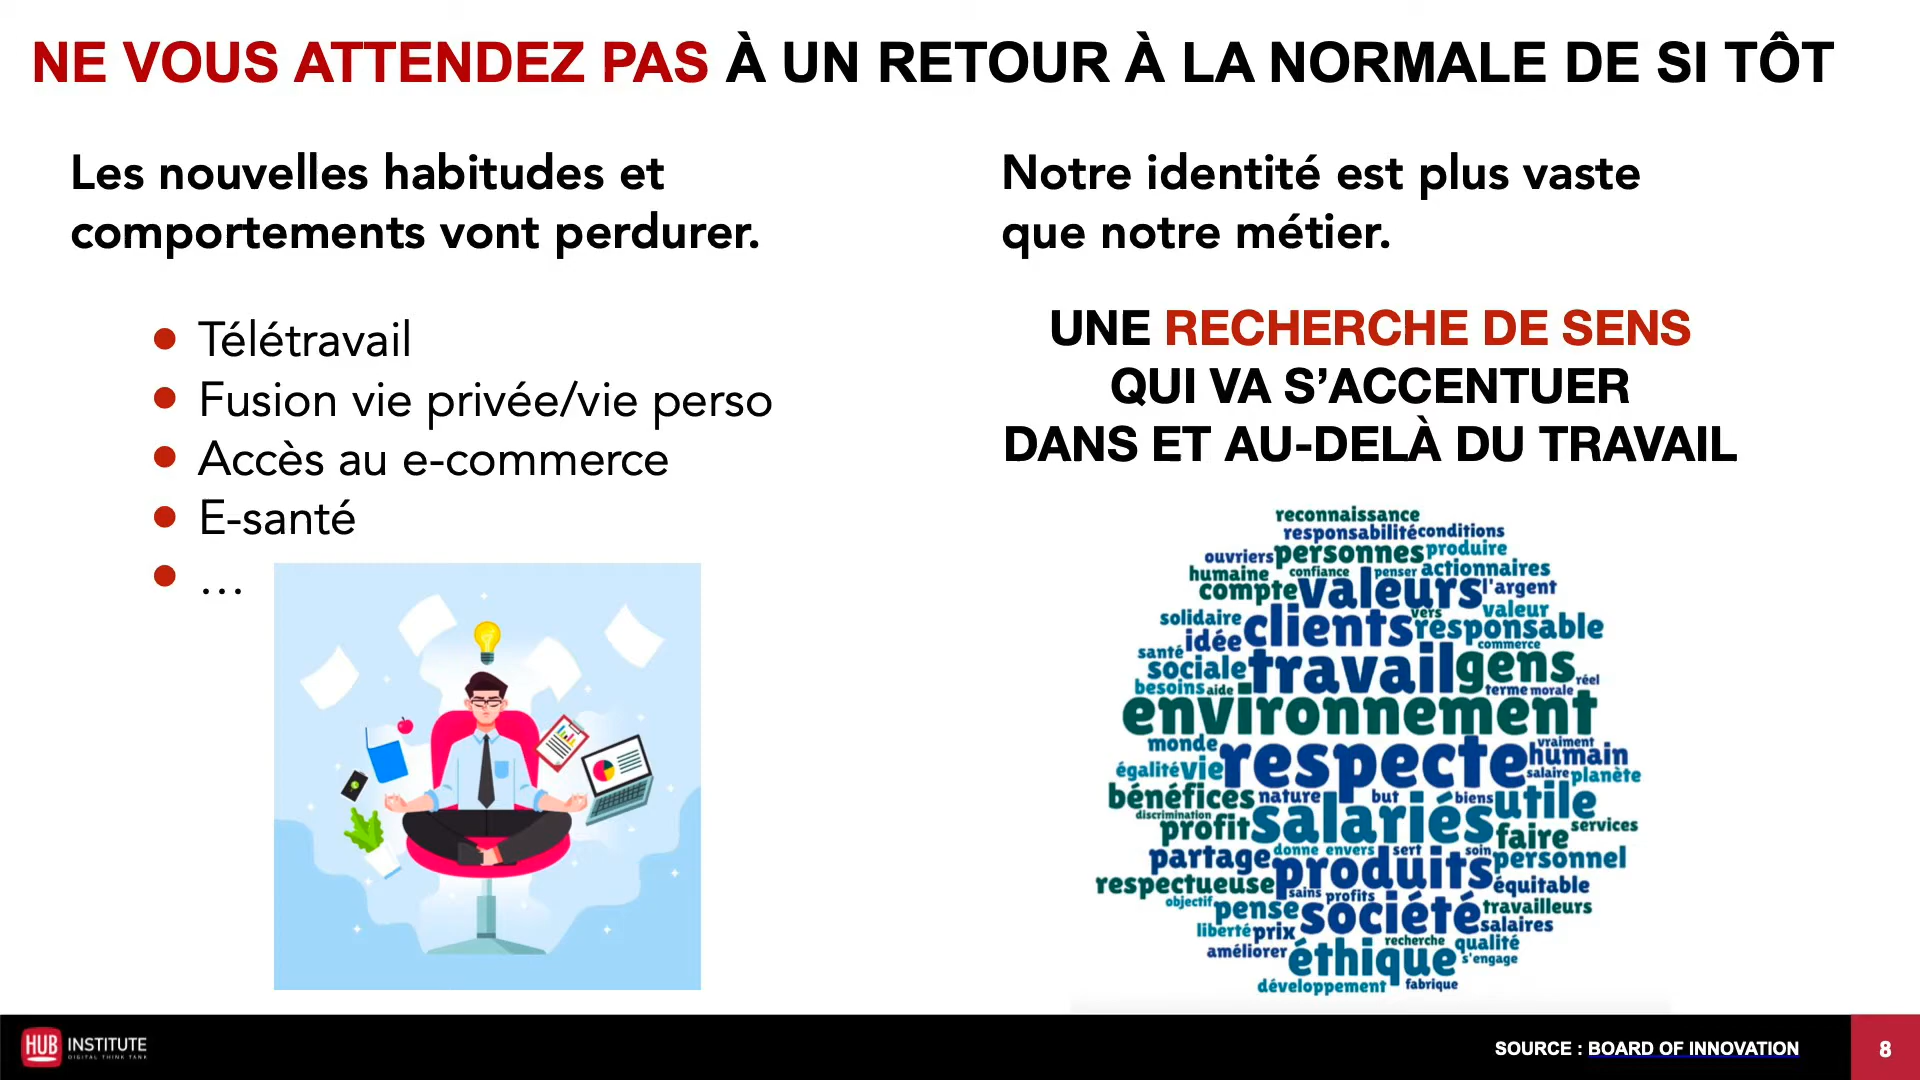 NE VOUS ATTENDEZ PAS À UN RETOUR À LA NORMALE DE SI TÔT
Les nouvelles habitudes et
comportements vont perdurer.
Télétravail
Fusion vie privée/vie perso
Accès au e-commerce
E-santé
...
Notre identité est plus vaste
que notre métier.
UNE RECHERCHE DE SENS
QUI VA S’ACCENTUER
DANS ET AU-DELÀ DU TRAVAIL
reconnaissance
responsabilité conditions
ouvriers personnes produire
humaine confiance penser actionnaires
compte valeurs l'argent
solidaire vers valeur
idée clients responsable
santé commerce
sociale travail gens réel
besoins aide terme morale
environnement
monde vraiment
respecte humain
égalité vie salaire planète
bénéfices nature but biens utile
discrimination
profit salariés faire services
donne envers sert soin
partage produits personnel
respectueuse sains profits équitable
objectif pense société travailleurs
liberté prix salaires
recherche qualité
améliorer éthique s'engage
développement fabrique
HUB INSTITUTE
DIGITAL THINK TANK
SOURCE : BOARD OF INNOVATION
8